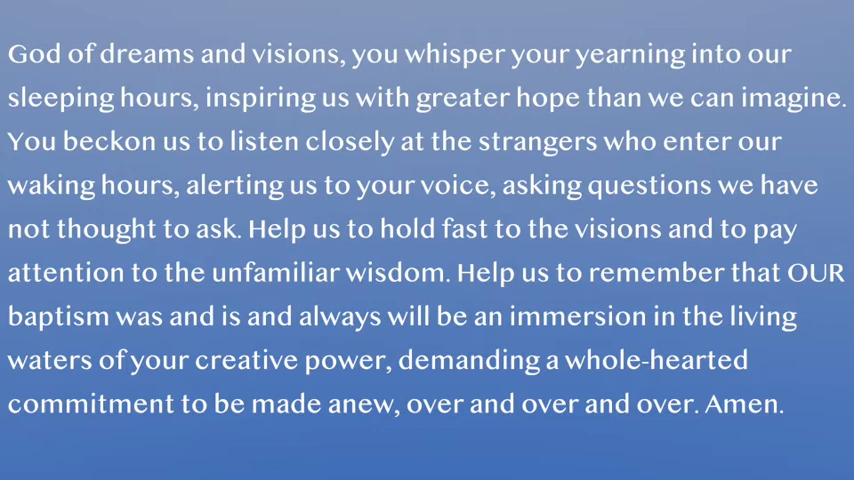 God of dreams and visions, you whisper your yearning into our
sleeping hours, inspiring us with greater hope than we can imagine.
You beckon us to listen closely at the strangers who enter our
waking hours, alerting us to your voice, asking questions we have
not thought to ask. Help us to hold fast to the visions and to pay
attention to the unfamiliar wisdom. Help us to remember that OUR
baptism was and is and always will be an immersion in the living
waters of your creative power, demanding a whole-hearted
commitment to be made anew, over and over and over. Amen.